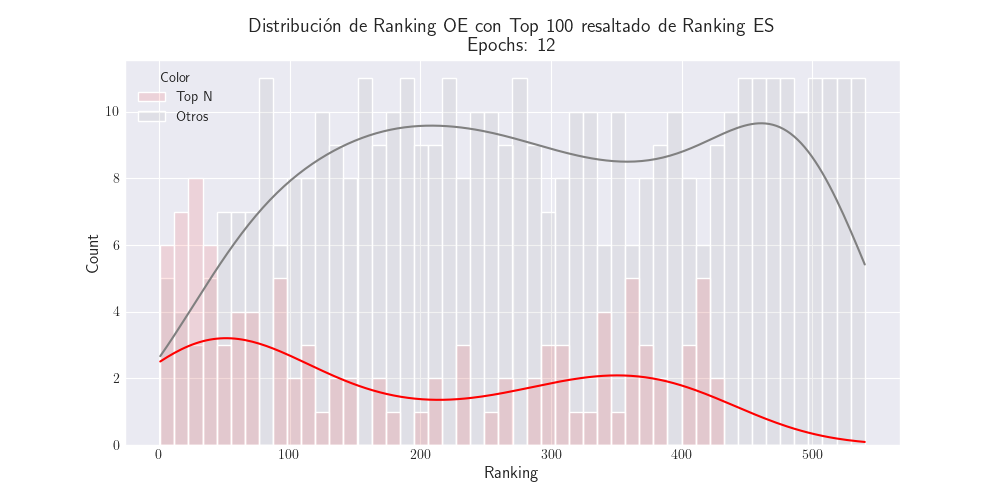 Distribución de Ranking OE con Top 100 resaltado de Ranking ES
Epochs: 12
Color
Top N
Otros
Count
10
8
6
4
2
0
0 100 200 300 400 500
Ranking